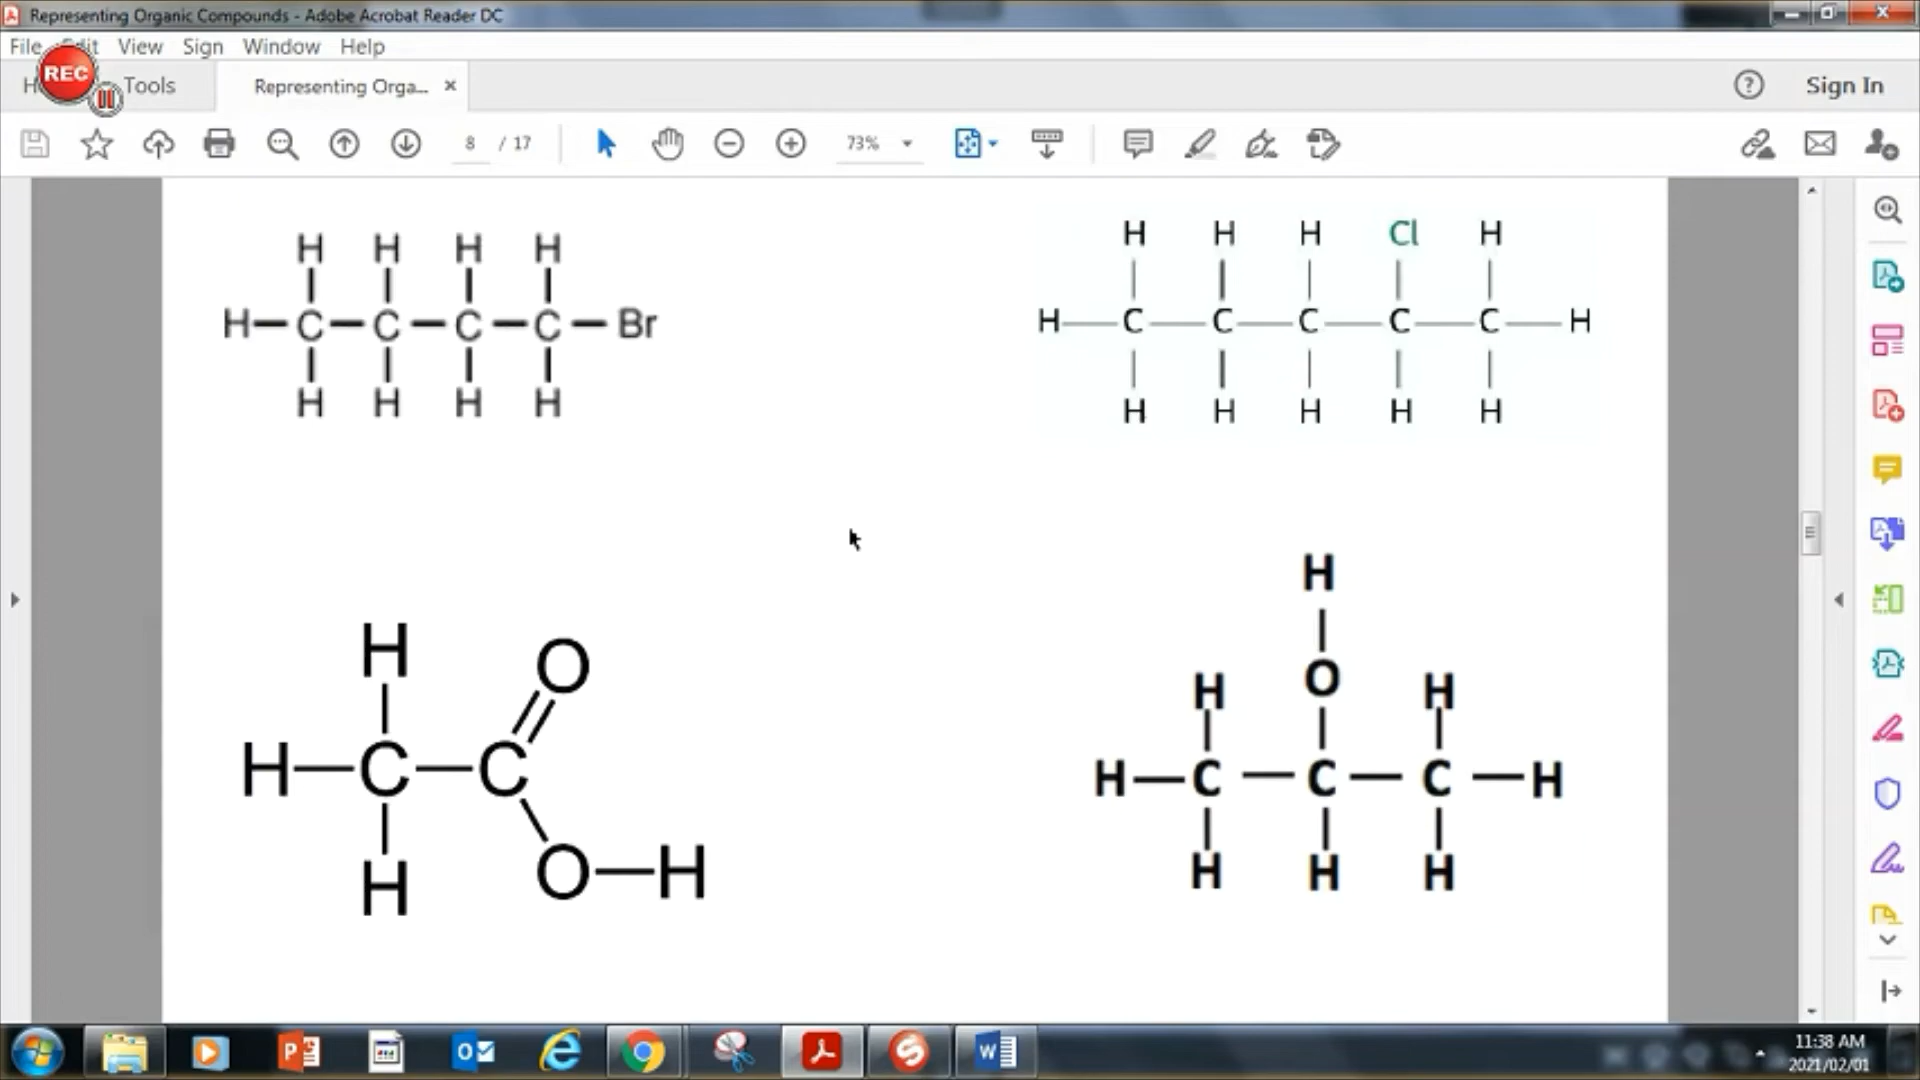 Representing Organic Compounds - Adobe Acrobat Reader DC
File Edit View Sign Window Help
REC
Tools
Representing Orga...
Sign In
8 / 17
73%
H H H H
H C C C C Br
H H H H
H H H Cl H
H C C C C C H
H H H H H
H
O
H C C
O H
H
H
O
H H
H C C C H
H H H
11:38 AM
2021/02/01